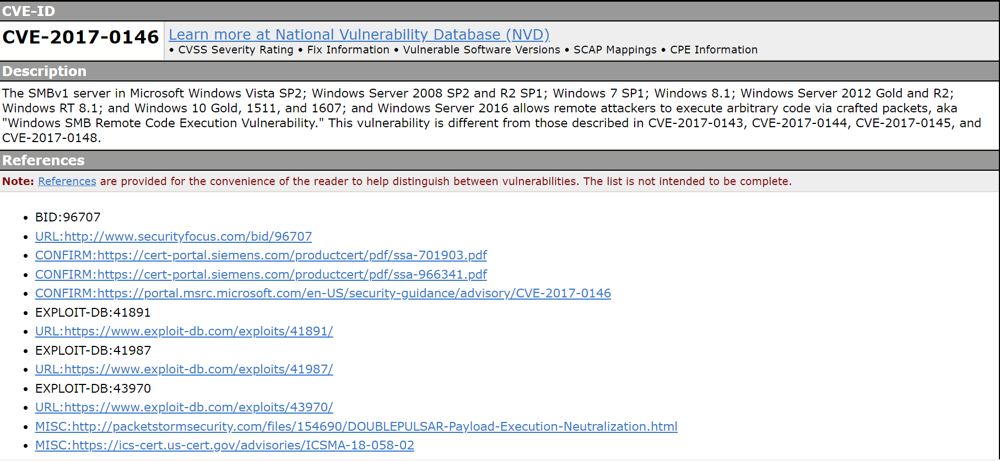 CVE-ID
CVE-2017-0146
Learn more at National Vulnerability Database (NVD)
• CVSS Severity Rating • Fix Information • Vulnerable Software Versions • SCAP Mappings • CPE Information
Description
The SMBv1 server in Microsoft Windows Vista SP2; Windows Server 2008 SP2 and R2 SP1; Windows 7 SP1; Windows 8.1; Windows Server 2012 Gold and R2;
Windows RT 8.1; and Windows 10 Gold, 1511, and 1607; and Windows Server 2016 allows remote attackers to execute arbitrary code via crafted packets, aka
"Windows SMB Remote Code Execution Vulnerability." This vulnerability is different from those described in CVE-2017-0143, CVE-2017-0144, CVE-2017-0145, and
CVE-2017-0148.
References
Note: References are provided for the convenience of the reader to help distinguish between vulnerabilities. The list is not intended to be complete.
• BID:96707
• URL:http://www.securityfocus.com/bid/96707
• CONFIRM:https://cert-portal.siemens.com/productcert/pdf/ssa-701903.pdf
• CONFIRM:https://cert-portal.siemens.com/productcert/pdf/ssa-966341.pdf
• CONFIRM:https://portal.msrc.microsoft.com/en-US/security-guidance/advisory/CVE-2017-0146
• EXPLOIT-DB:41891
• URL:https://www.exploit-db.com/exploits/41891/
• EXPLOIT-DB:41987
• URL:https://www.exploit-db.com/exploits/41987/
• EXPLOIT-DB:43970
• URL:https://www.exploit-db.com/exploits/43970/
• MISC:http://packetstormsecurity.com/files/154690/DOUBLEPULSAR-Payload-Execution-Neutralization.html
• MISC:https://ics-cert.us-cert.gov/advisories/ICSMA-18-058-02